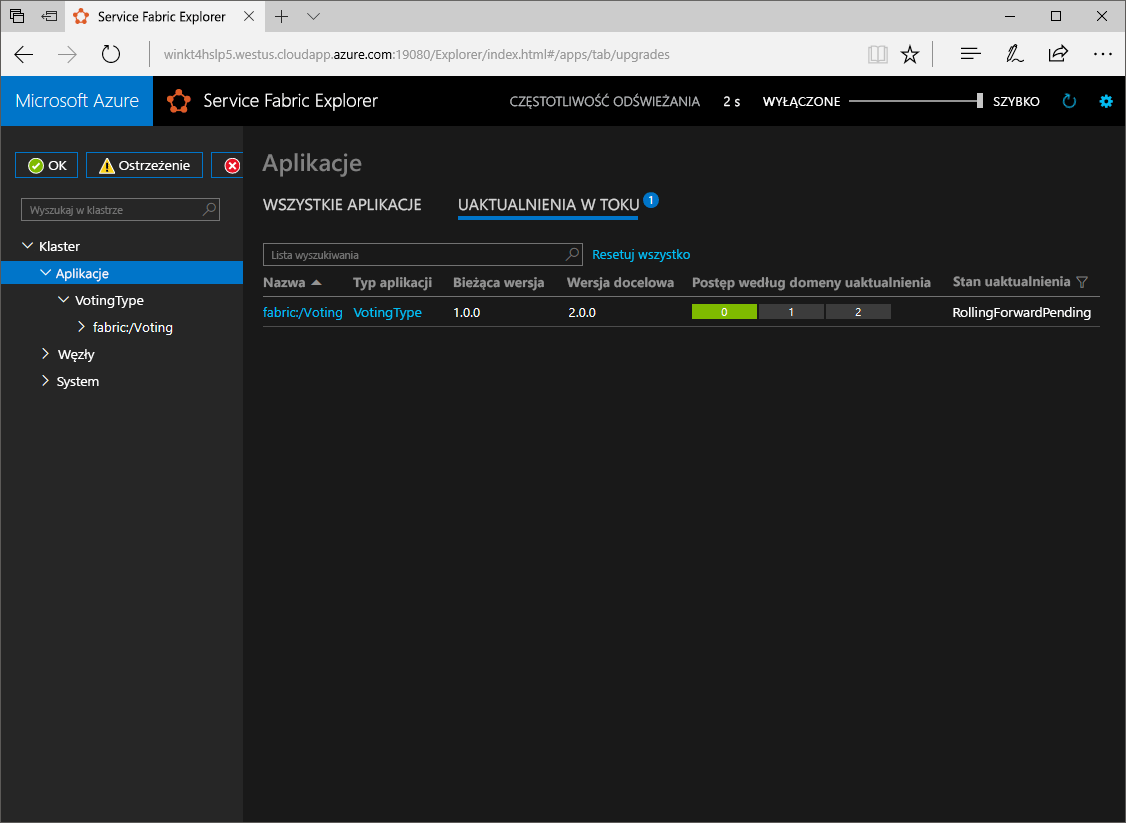 Service Fabric Explorer
winkt4hslp5.westus.cloudapp.azure.com:19080/Explorer/index.html#/apps/tab/upgrades
Microsoft Azure Service Fabric Explorer CZĘSTOTLIWOŚĆ ODŚWIEŻANIA 2 s WYŁĄCZONE SZYBKO
OK Ostrzeżenie
Wyszukaj w klastrze
Klaster
Aplikacje
VotingType
fabric:/Voting
Węzły
System
Aplikacje
WSZYSTKIE APLIKACJE UAKTUALNIENIA W TOKU 1
Lista wyszukiwania Resetuj wszystko
Nazwa Typ aplikacji Bieżąca wersja Wersja docelowa Postęp według domeny uaktualnienia Stan uaktualnienia
fabric:/Voting VotingType 1.0.0 2.0.0 0 1 2 RollingForwardPending